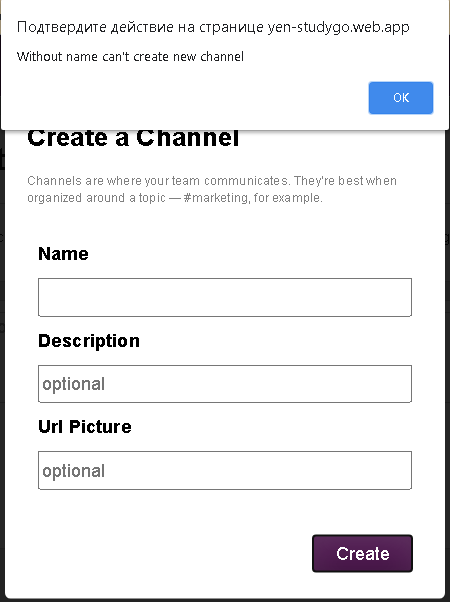 Подтвердите действие на странице yen-studygo.web.app
Without name can't create new channel
OK
Create a Channel
Channels are where your team communicates. They're best when
organized around a topic — #marketing, for example.
Name
Description
optional
Url Picture
optional
Create